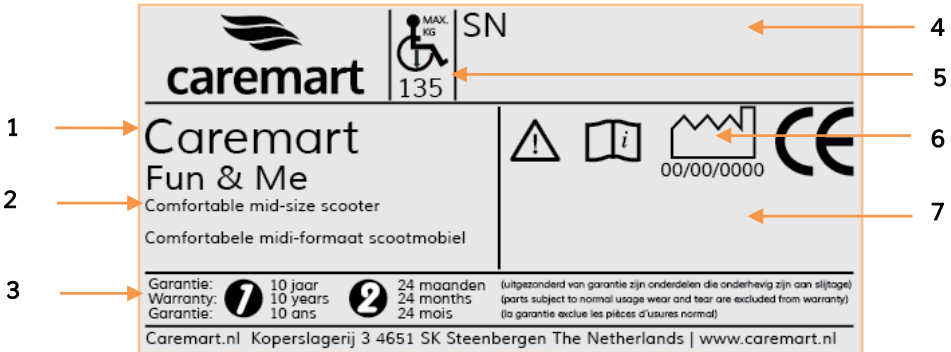 caremart
MAX.
KG
135
SN
4
5
1
Caremart
Fun & Me
2
Comfortable mid-size scooter
Comfortabele midi-formaat scootmobiel
i
00/00/0000
CE
6
7
3
Garantie: 1 10 jaar 2 24 maanden (uitgezonderd van garantie zijn onderdelen die onderhevig zijn aan slijtage)
Warranty: 10 years 24 months (parts subject to normal usage wear and tear are excluded from warranty)
Garantie: 10 ans 24 mois (la garantie exclue les pièces d'usures normal)
Caremart.nl Koperslagerij 3 4651 SK Steenbergen The Netherlands | www.caremart.nl